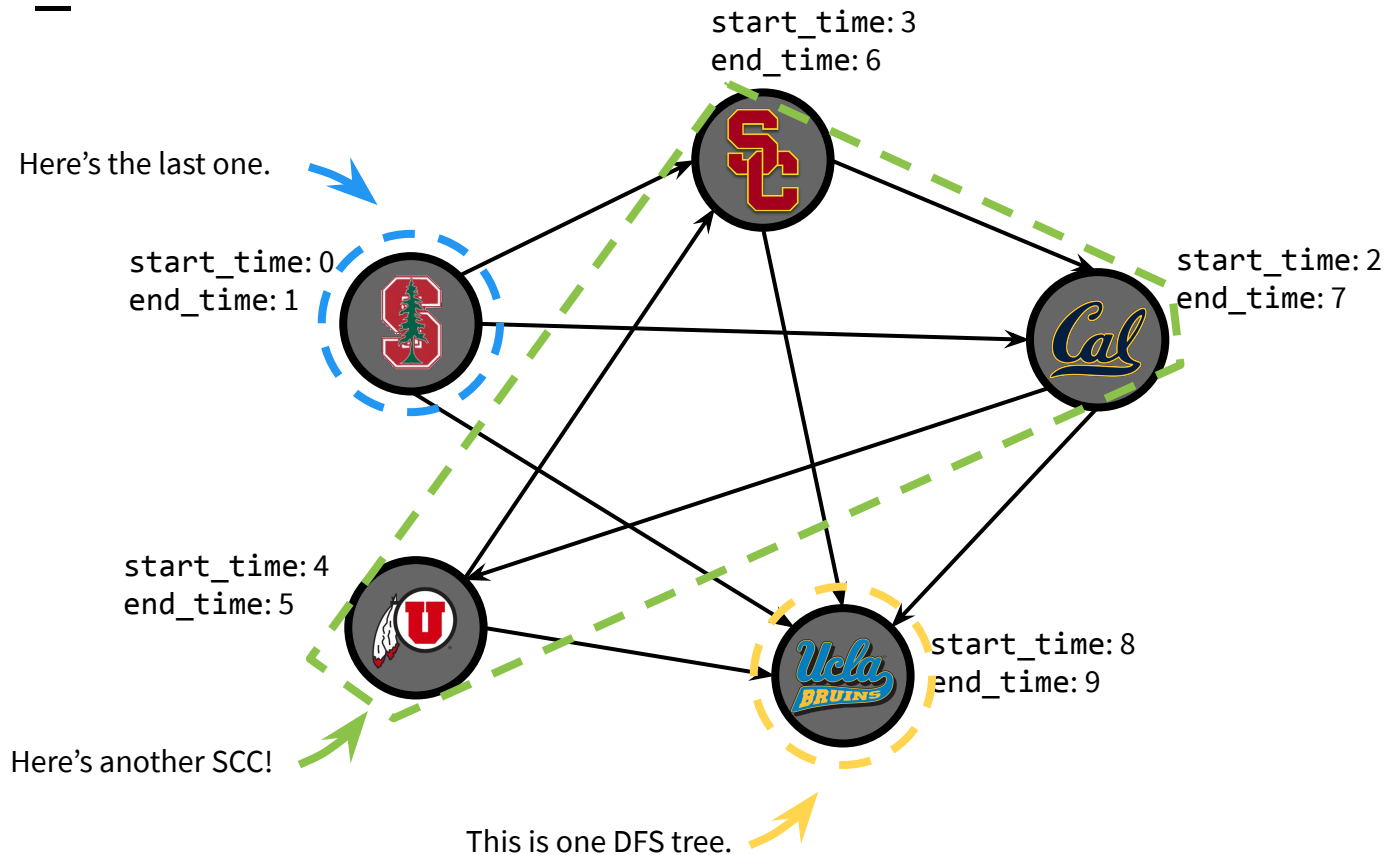 start_time: 3
end_time: 6
Here’s the last one.
SC
start_time: 0
end_time: 1
S
start_time: 2
end_time: 7
Cal
start_time: 4
end_time: 5
U
start_time: 8
end_time: 9
Ucla
BRUINS
Here’s another SCC!
This is one DFS tree.